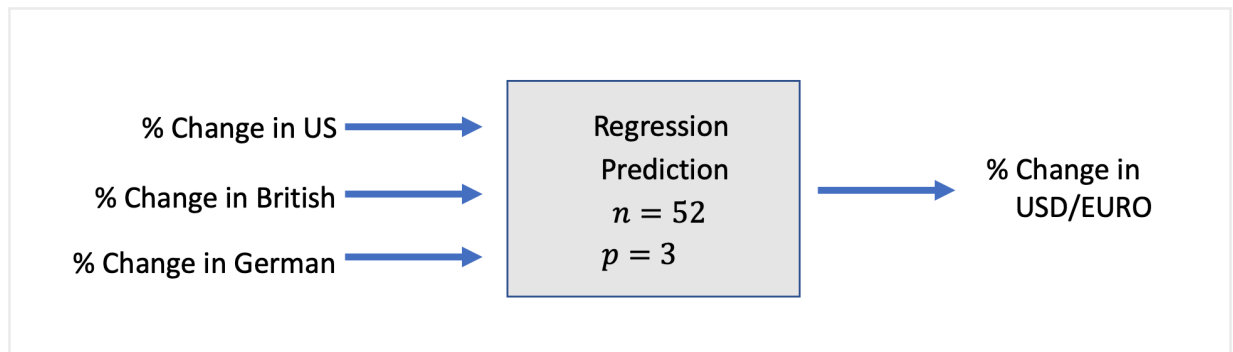 % Change in US
% Change in British
% Change in German
Regression
Prediction
n = 52
p = 3
% Change in
USD/EURO